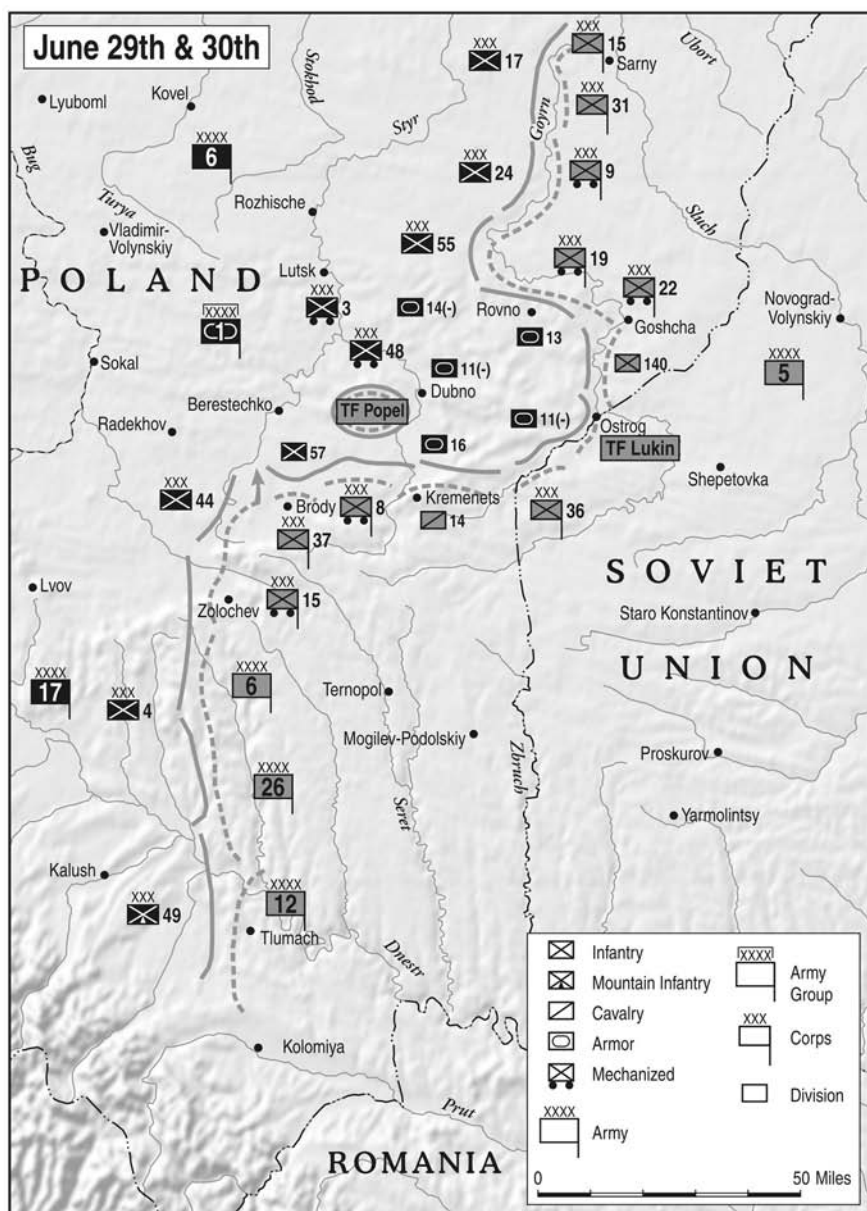 June 29th & 30th
XXX
17
XXX
15
Sarny
Ubort
Stokhod
Lyuboml
Kovel
Styr
Goyrn
XXX
31
XXXX
6
Bug
Turya
XXX
24
XXX
9
Rozhische
Sluch
Vladimir-
Volynskiy
XXX
55
XXX
19
POLAND
Lutsk
XXX
22
XXX
3
14(-)
Rovno
Goshcha
Novograd-
Volynskiy
XXXX
1
13
XXX
48
140
XXXX
5
Sokal
11(-)
Dubno
Berestechko
TF Popel
11(-)
Ostroq
Radekhov
16
TF Lukin
57
Shepetovka
XXX
44
Brody
XXX
8
Kremenets
14
XXX
36
XXX
37
SOVIET
Lvov
XXX
15
Zolochev
Staro Konstantinov
UNION
XXXX
17
XXX
4
XXXX
6
Ternopol
Mogilev-Podolskiy
Zbruch
Proskurov
XXXX
26
Seret
Yarmolintsy
Kalush
XXX
49
XXXX
12
Tlumach
Dnestr
Kolomiya
Prut
ROMANIA
Infantry
Mountain Infantry
Cavalry
Armor
Mechanized
XXXX
Army
XXXX
Army
Group
XXX
Corps
Division
0
50 Miles